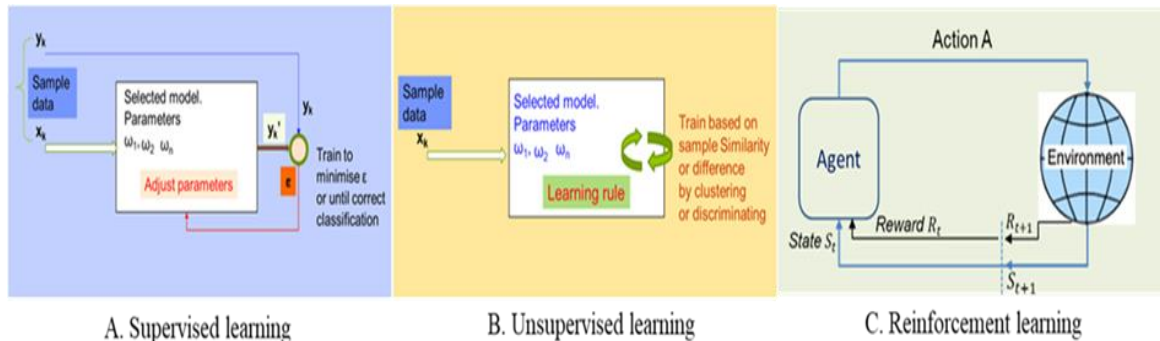 yₖ
Sample
data
xₖ
Selected model.
Parameters
ω₁, ω₂ ωₙ
Adjust parameters
yₖ'
yₖ
ε
Train to
minimise ε
or until correct
classification
A. Supervised learning
Sample
data
xₖ
Selected model.
Parameters
ω₁, ω₂ ωₙ
Learning rule
Train based on
sample Similarity
or difference
by clustering
or discriminating
B. Unsupervised learning
Action A
Agent
Environment
Reward Rₜ
Rₜ₊₁
State Sₜ
Sₜ₊₁
C. Reinforcement learning